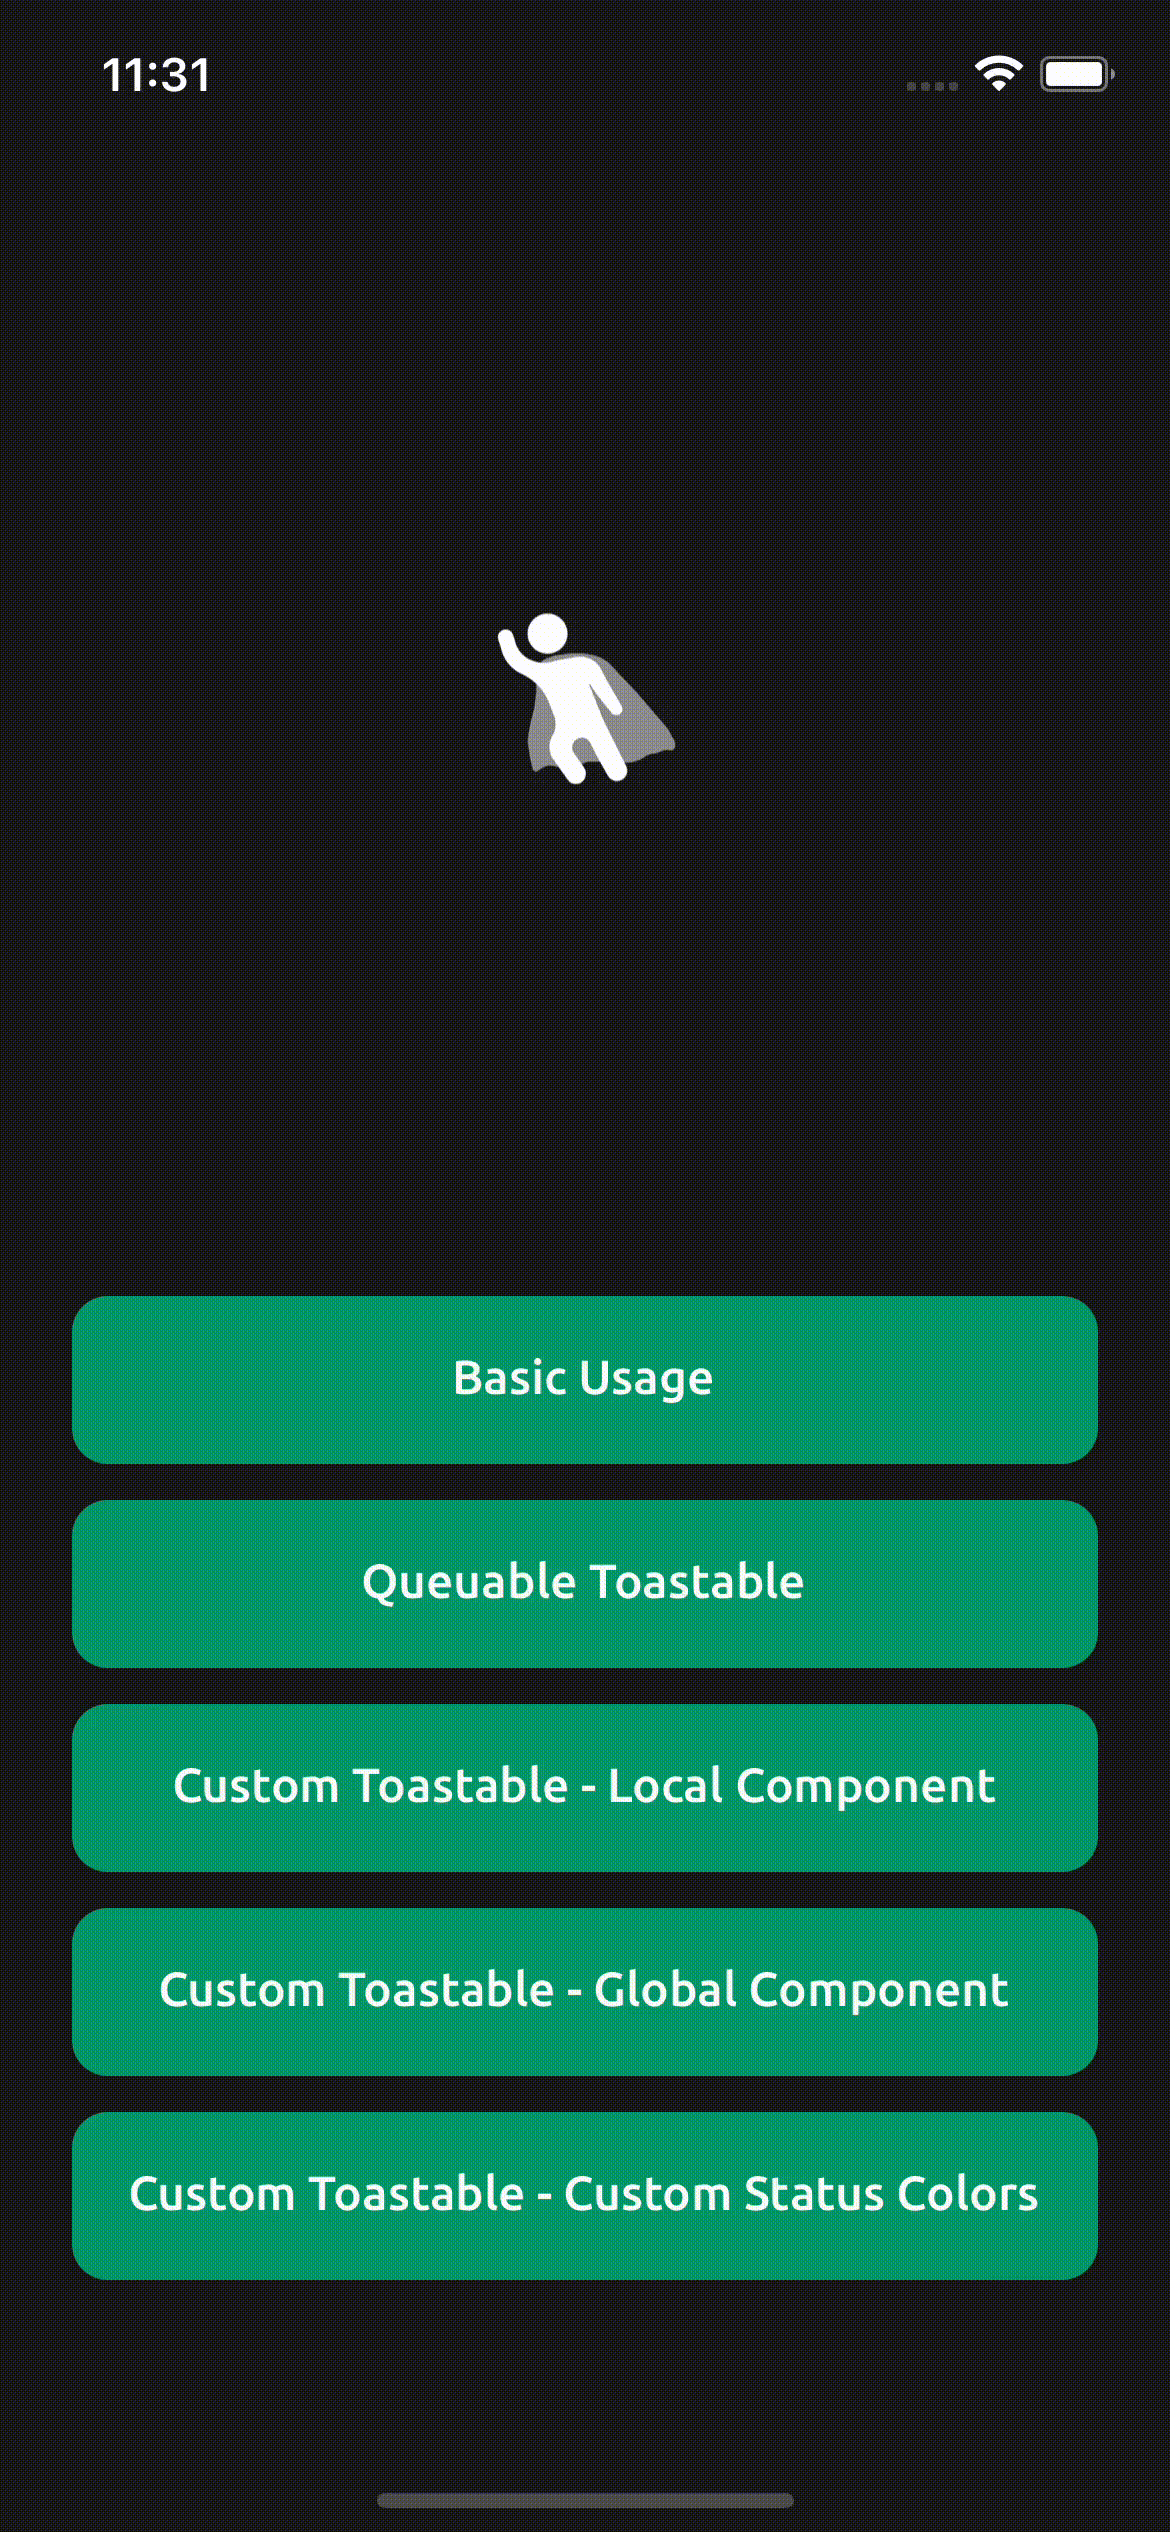 11:31
Basic Usage
Queuable Toastable
Custom Toastable - Local Component
Custom Toastable - Global Component
Custom Toastable - Custom Status Colors